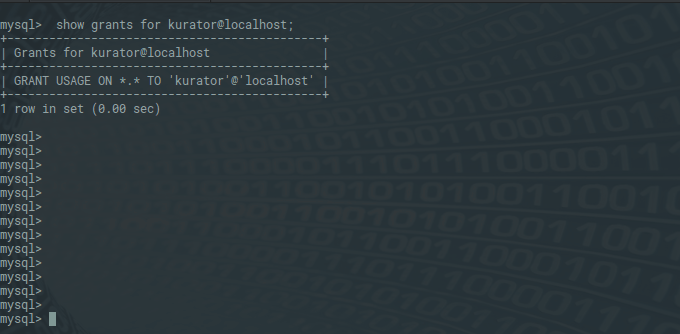 mysql>  show grants for kurator@localhost;
+---------------------------------------------+
| Grants for kurator@localhost                |
+---------------------------------------------+
| GRANT USAGE ON *.* TO 'kurator'@'localhost' |
+---------------------------------------------+
1 row in set (0.00 sec)
mysql>
mysql>
mysql>
mysql>
mysql>
mysql>
mysql>
mysql>
mysql>
mysql>
mysql>
mysql>
mysql>
mysql>